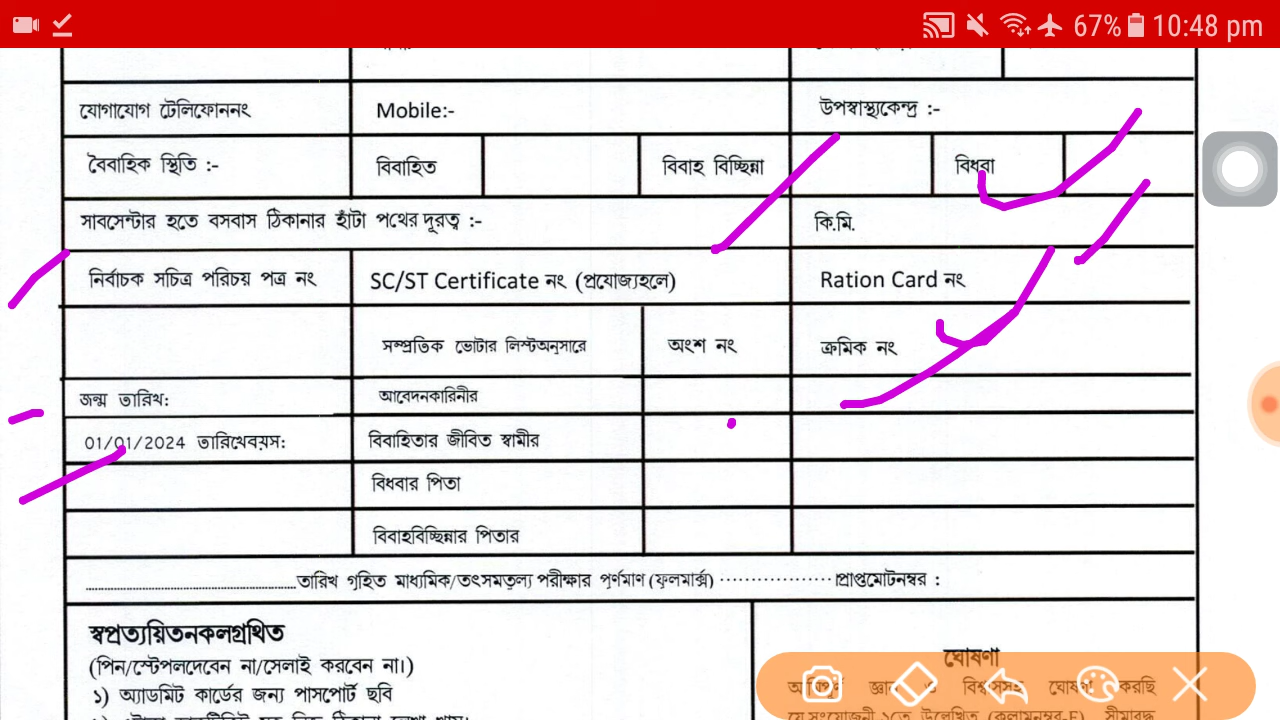 67% 10:48 pm
যোগাযোগ টেলিফোননং Mobile:- উপস্বাস্থ্যকেন্দ্র :-
বৈবাহিক স্থিতি :- বিবাহিত বিবাহ বিচ্ছিন্না বিধবা
সাবসেন্টার হতে বসবাস ঠিকানার হাঁটা পথের দূরত্ব :- কি.মি.
নির্বাচক সচিত্র পরিচয় পত্র নং SC/ST Certificate নং (প্রযোজ্যহলে) Ration Card নং
সম্প্রতিক ভোটার লিস্টঅনুসারে অংশ নং ক্রমিক নং
জন্ম তারিখ: আবেদনকারিনীর
01/01/2024 তারিখেবয়স: বিবাহিতার জীবিত স্বামীর
বিধবার পিতা
বিবাহবিচ্ছিন্নার পিতার
....................................................তারিখ গৃহিত মাধ্যমিক/তৎসমতুল্য পরীক্ষার পূর্ণমাণ (ফুলমার্ক্স) ..................প্রাপ্তমোটনম্বর :
স্বপ্রত্যয়িতনকলগ্রথিত
(পিন/স্টেপলদেবেন না/সেলাই করবেন না।)
১) অ্যাডমিট কার্ডের জন্য পাসপোর্ট ছবি
ঘোষণা
জ্ঞান ও বিশ্বাসসহ ঘোষণা করছি